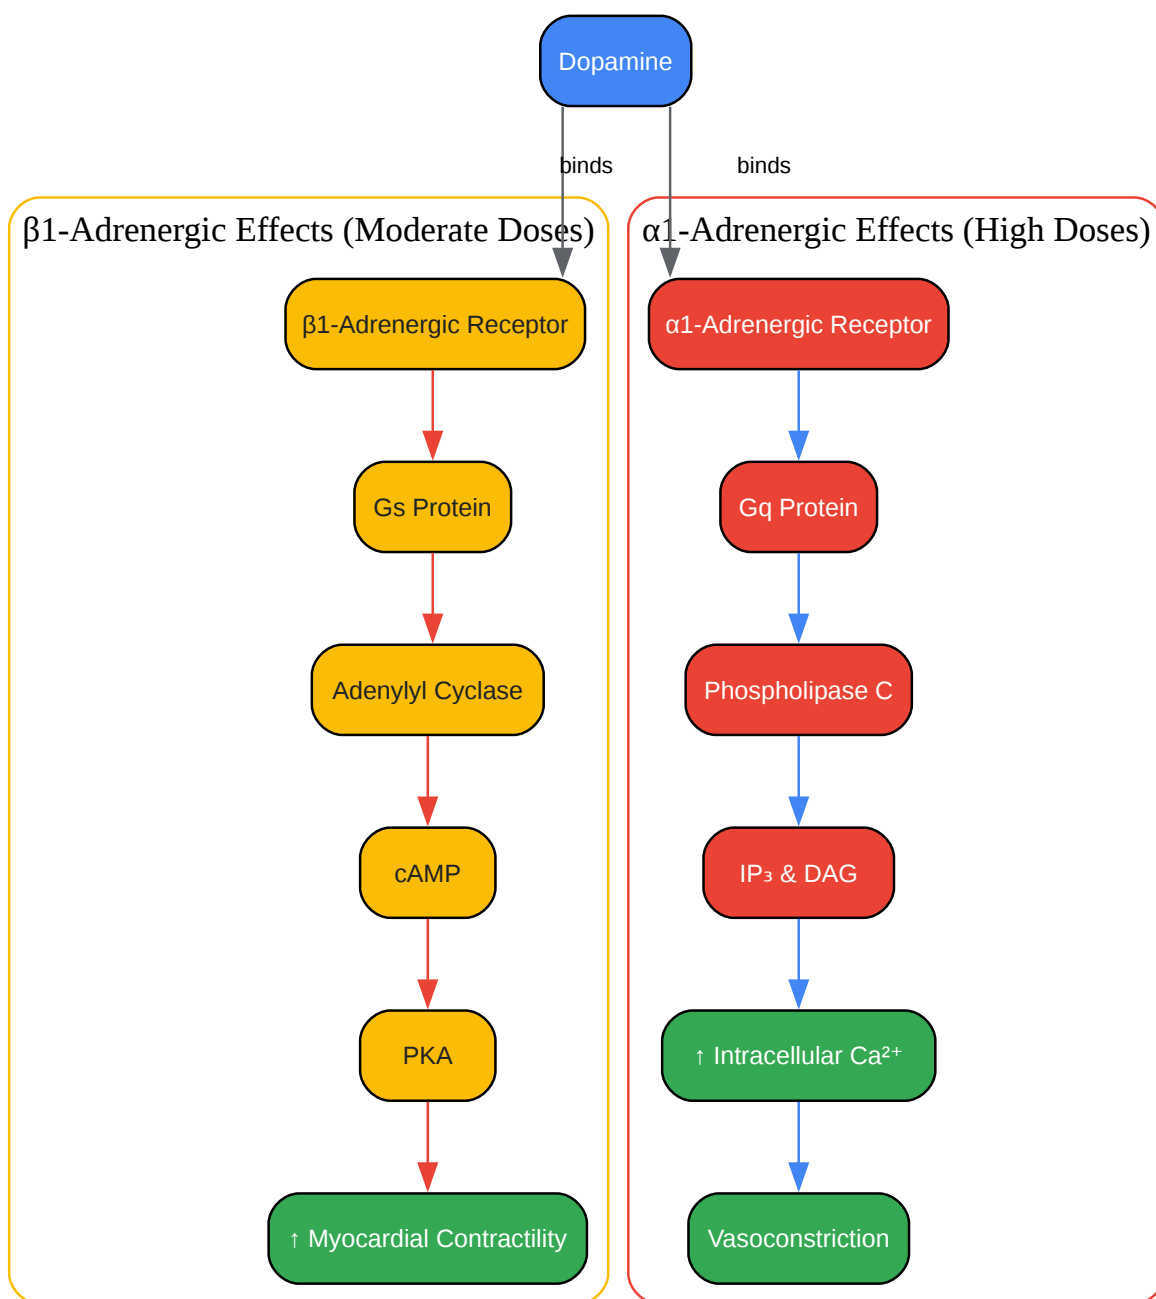 Dopamine
binds
binds
β1-Adrenergic Effects (Moderate Doses)
α1-Adrenergic Effects (High Doses)
β1-Adrenergic Receptor
α1-Adrenergic Receptor
Gs Protein
Gq Protein
Adenylyl Cyclase
Phospholipase C
cAMP
IP₃ & DAG
PKA
↑ Intracellular Ca²⁺
↑ Myocardial Contractility
Vasoconstriction